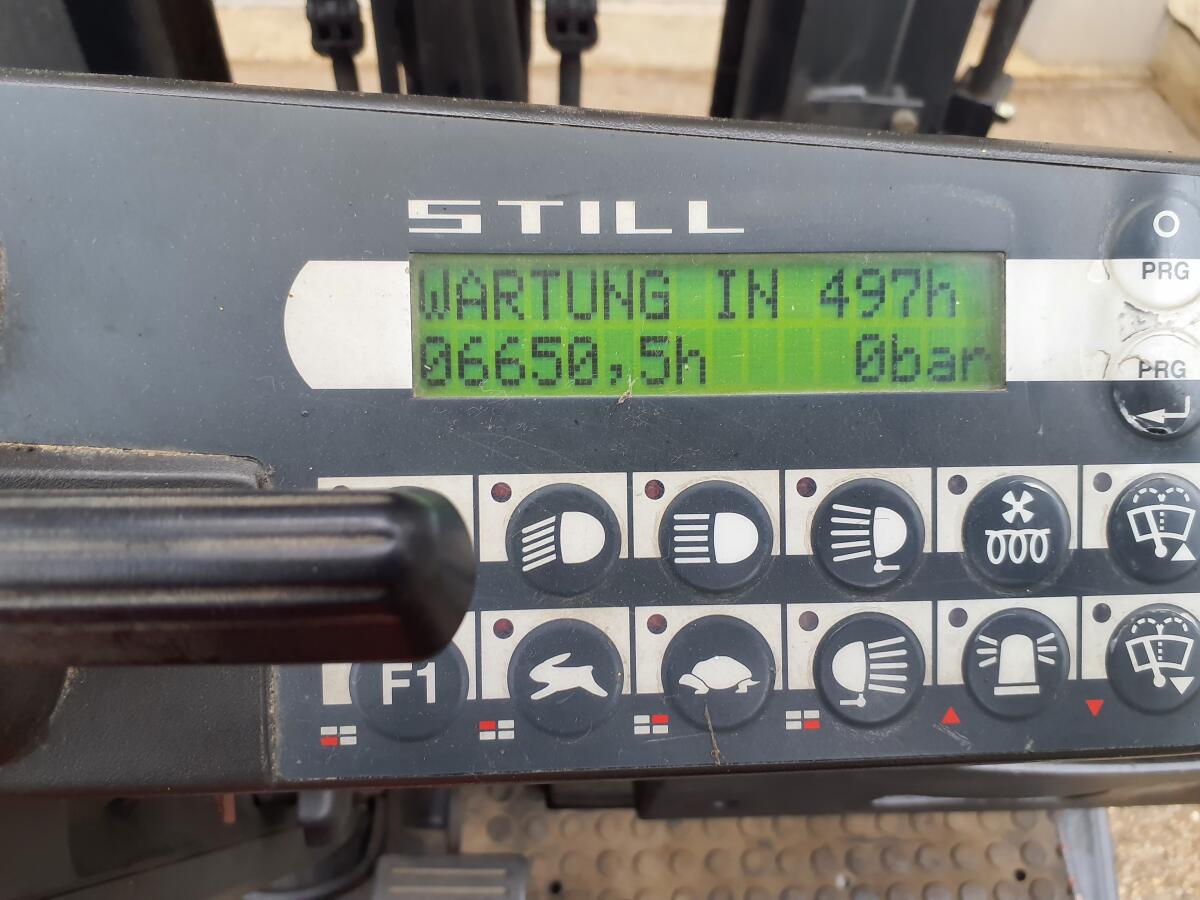 STILL
WARTUNG IN 497h
06650,5h 0bar
PRG
PRG
F1